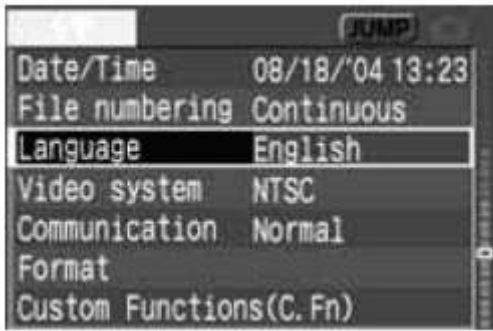 JUMP
Date/Time 08/18/'04 13:23
File numbering Continuous
Language English
Video system NTSC
Communication Normal
Format
Custom Functions(C.Fn)